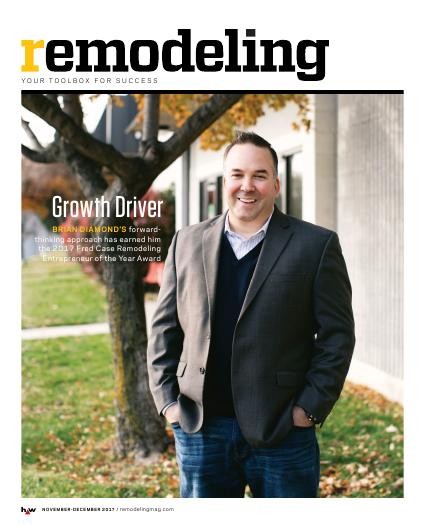 remodeling
YOUR TOOLBOX FOR SUCCESS
Growth Driver
BRIAN DIAMOND'S forward-
thinking approach has earned him
the 2017 Fred Case Remodeling
Entrepreneur of the Year Award
hw NOVEMBER-DECEMBER 2017 / remodelingmag.com